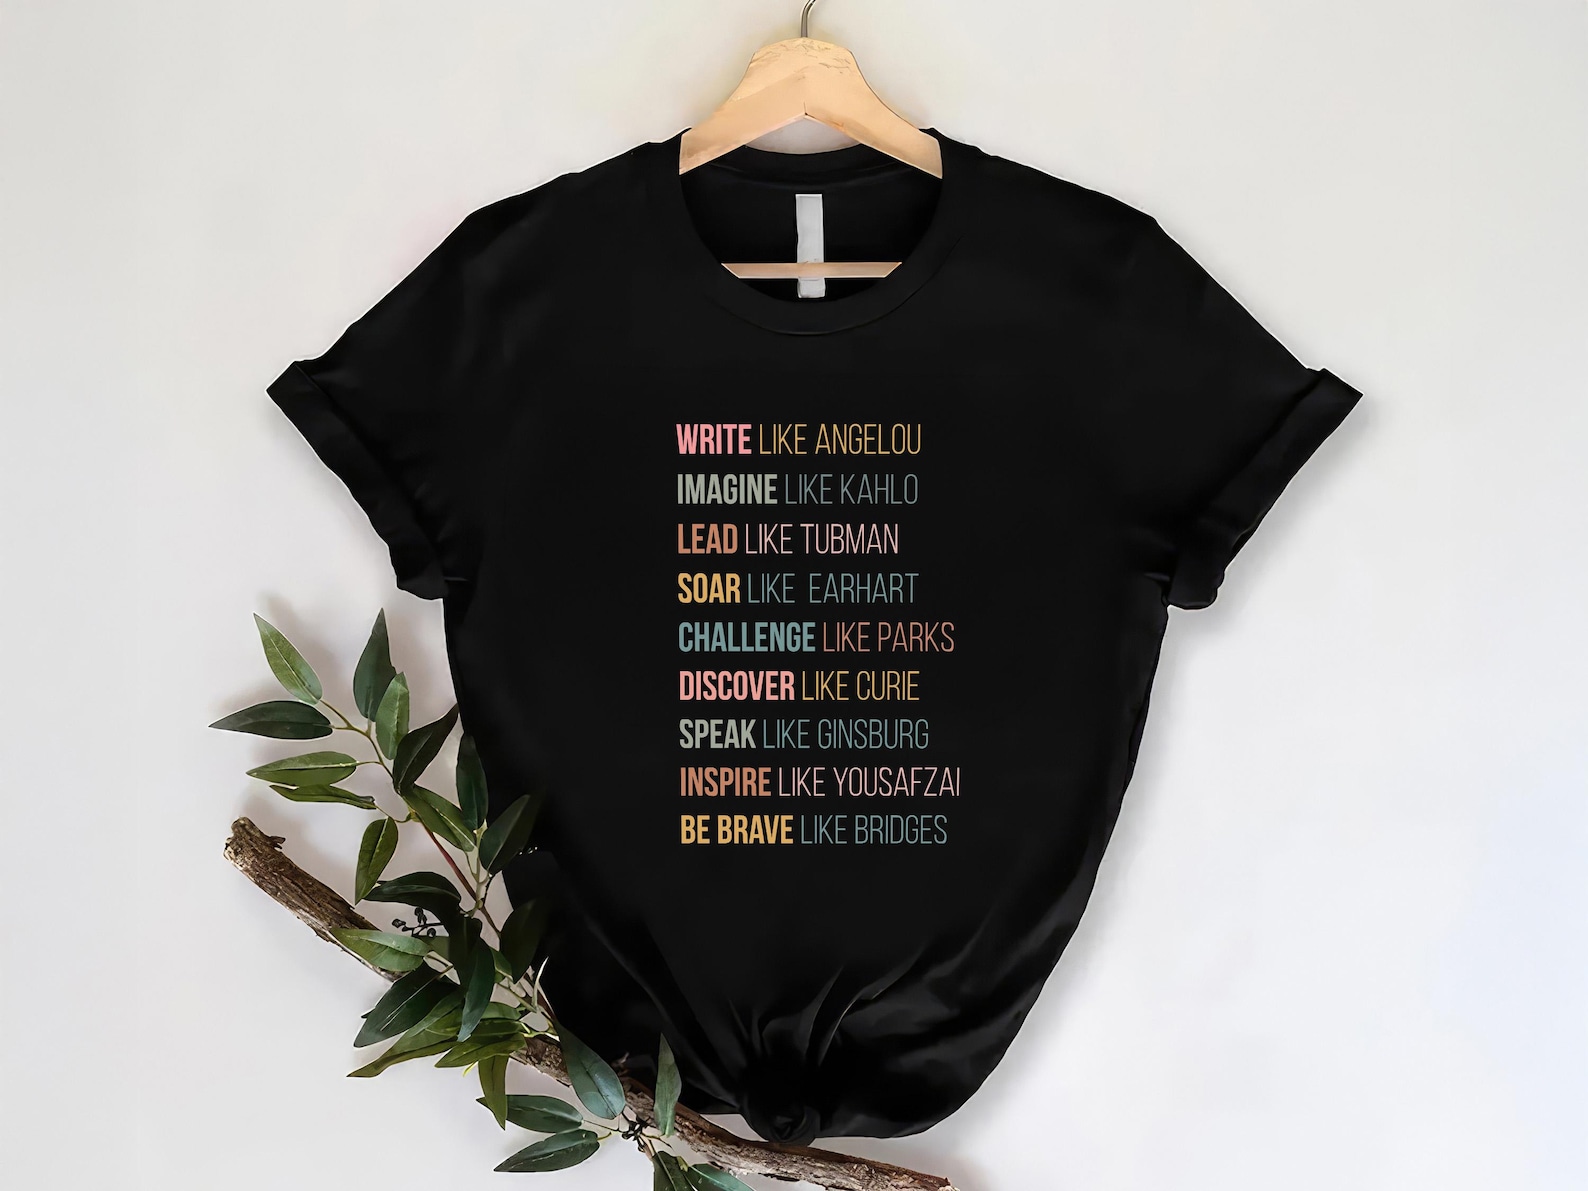 WRITE LIKE ANGELOU
IMAGINE LIKE KAHLO
LEAD LIKE TUBMAN
SOAR LIKE EARHART
CHALLENGE LIKE PARKS
DISCOVER LIKE CURIE
SPEAK LIKE GINSBURG
INSPIRE LIKE YOUSAFZAI
BE BRAVE LIKE BRIDGES